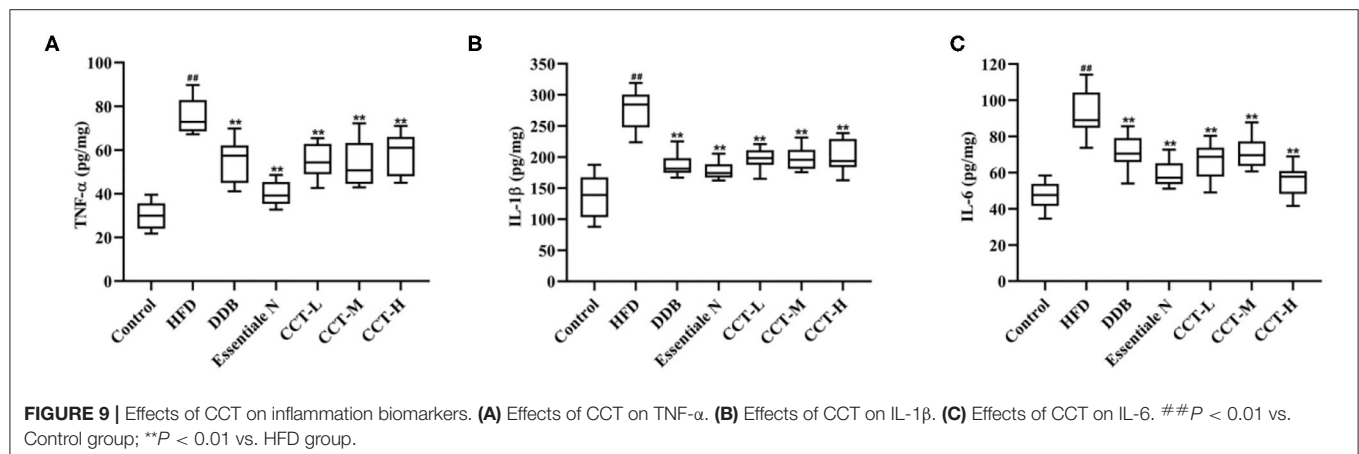 A
TNF-α (pg/mg)
100
80
60
40
20
0
##
**
**
**
**
**
Control
HFD
DDB
Essentiale N
CCT-L
CCT-M
CCT-H
B
IL-1β (pg/mg)
350
300
250
200
150
100
50
0
##
**
**
**
**
**
Control
HFD
DDB
Essentiale N
CCT-L
CCT-M
CCT-H
C
IL-6 (pg/mg)
120
100
80
60
40
20
0
##
**
**
**
**
**
Control
HFD
DDB
Essentiale N
CCT-L
CCT-M
CCT-H
FIGURE 9 | Effects of CCT on inflammation biomarkers. (A) Effects of CCT on TNF-α. (B) Effects of CCT on IL-1β. (C) Effects of CCT on IL-6. ##P < 0.01 vs.
Control group; **P < 0.01 vs. HFD group.